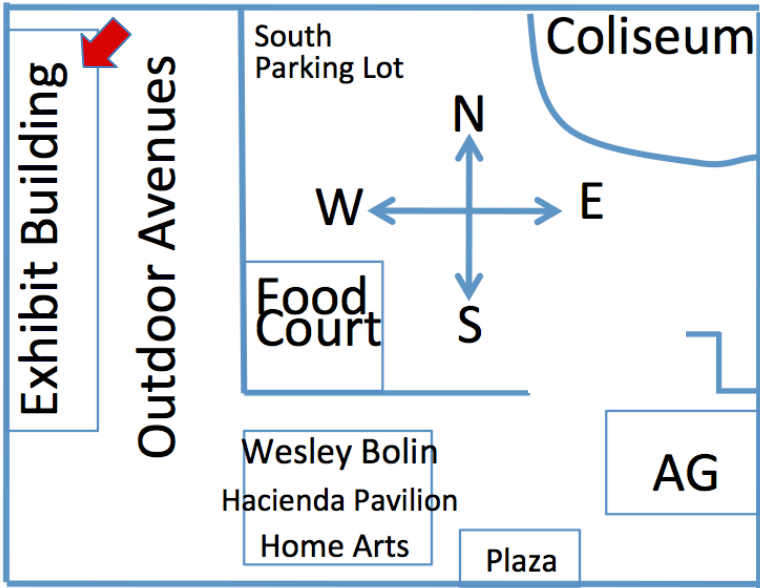 Exhibit Building
Outdoor Avenues
South
Parking Lot
Coliseum
N
W
E
S
Food
Court
Wesley Bolin
Hacienda Pavilion
Home Arts
AG
Plaza